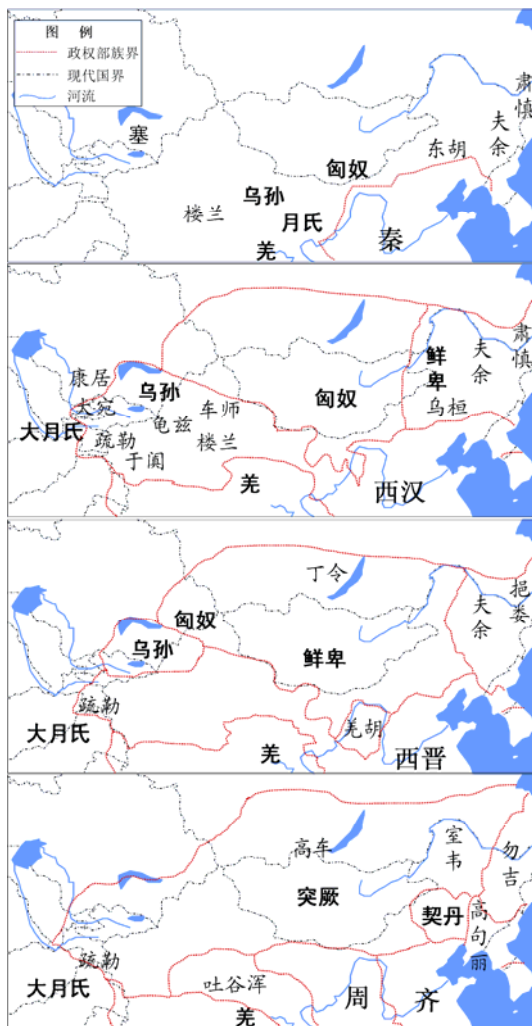 图 例
政权部族界
现代国界
河流
塞
肃慎
夫余
东胡
匈奴
乌孙
月氏
楼兰
羌
秦
肃慎
夫余
鲜卑
康居
乌孙
匈奴
大宛
车师
乌桓
龟兹
大月氏
疏勒
楼兰
于阗
羌
西汉
丁令
挹娄
夫余
匈奴
乌孙
鲜卑
疏勒
羌胡
大月氏
羌
西晋
高车
室韦
勿吉
突厥
契丹
高句丽
疏勒
大月氏
吐谷浑
羌
周
齐